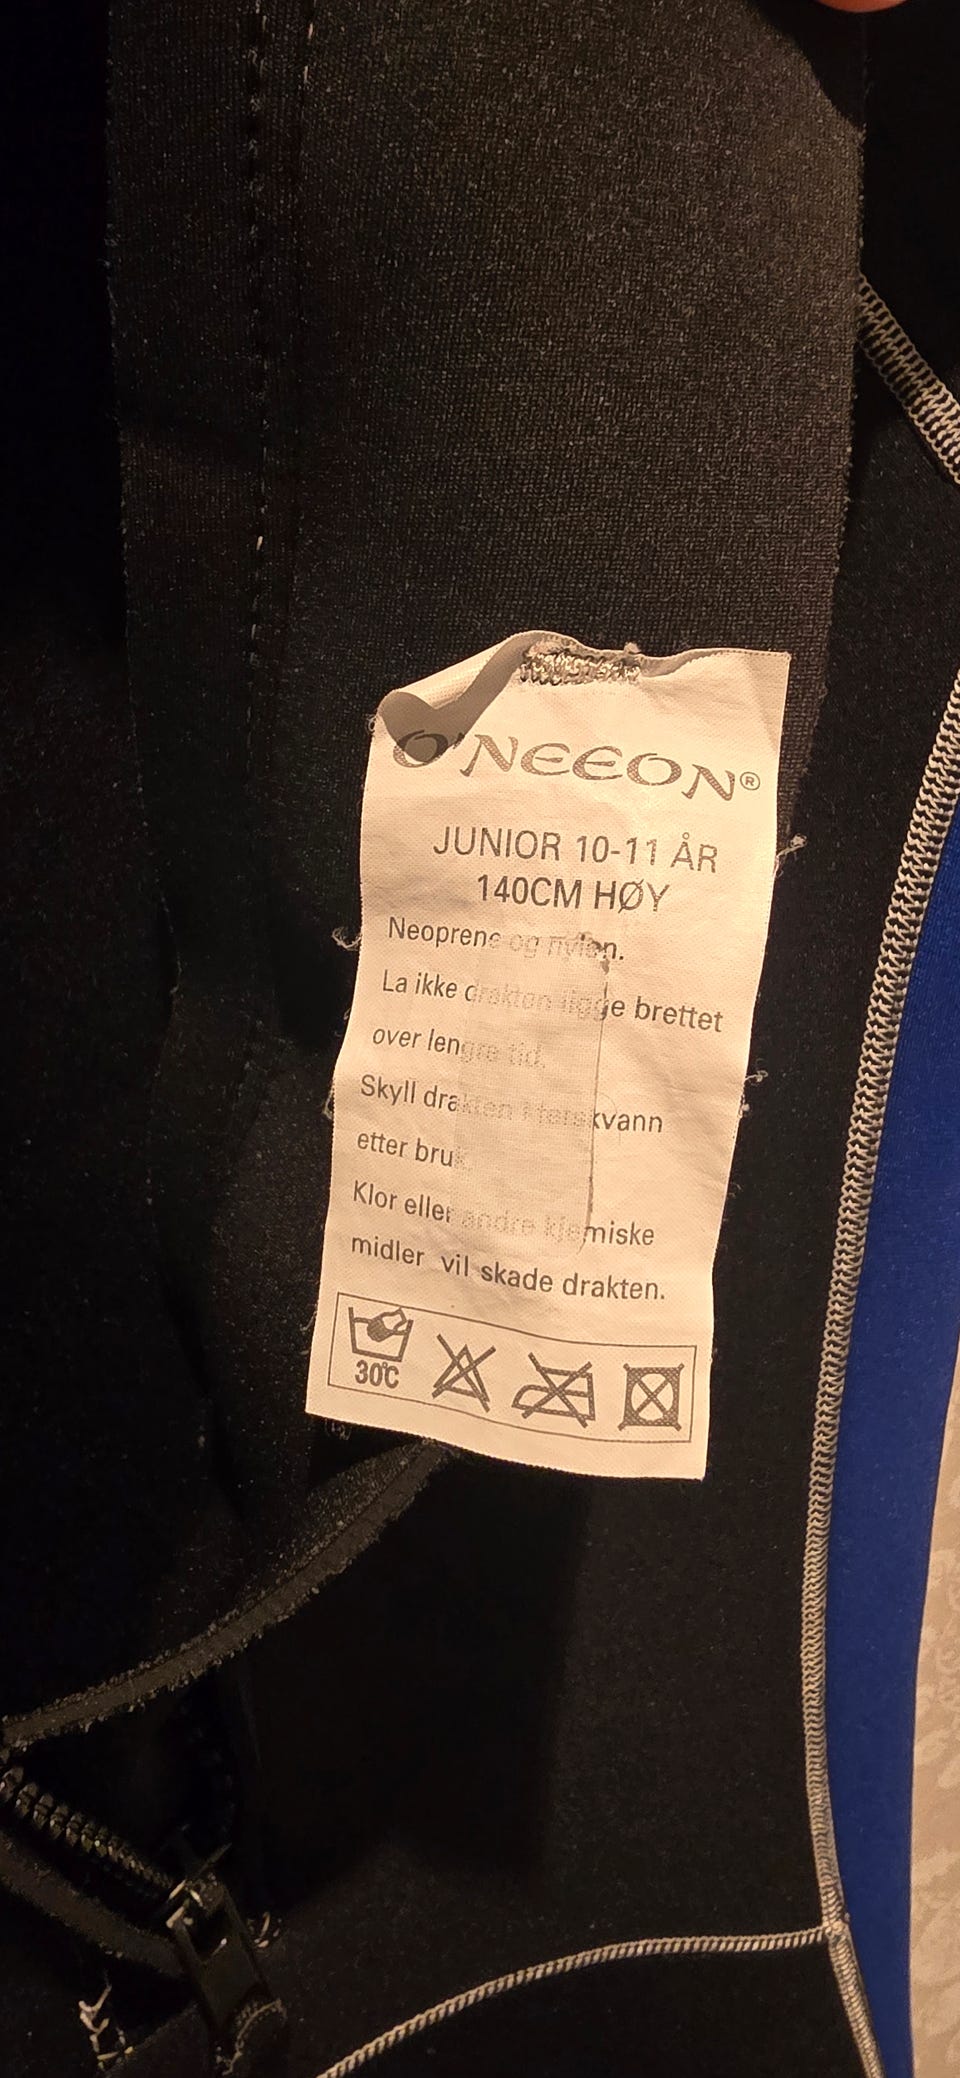 O'NEEON®
JUNIOR 10-11 ÅR
140CM HØY
Neoprene og nylon.
La ikke drakten ligge brettet
over lengre tid.
Skyll drakten i ferskvann
etter bruk.
Klor eller andre kjemiske
midler vil skade drakten.
30°C